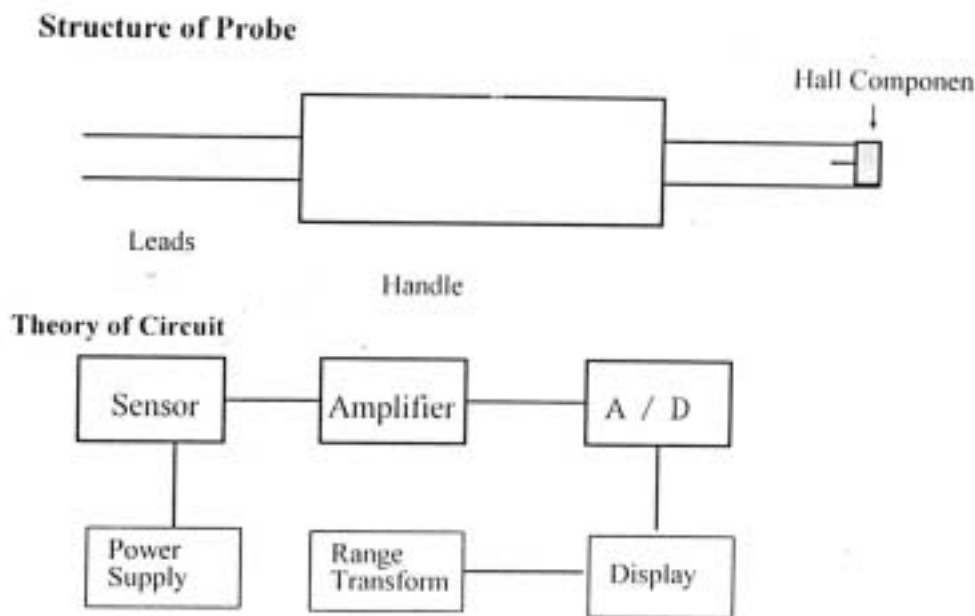 Structure of Probe
Hall Componen
Leads
Handle
Theory of Circuit
Sensor
Amplifier
A / D
Power
Supply
Range
Transform
Display